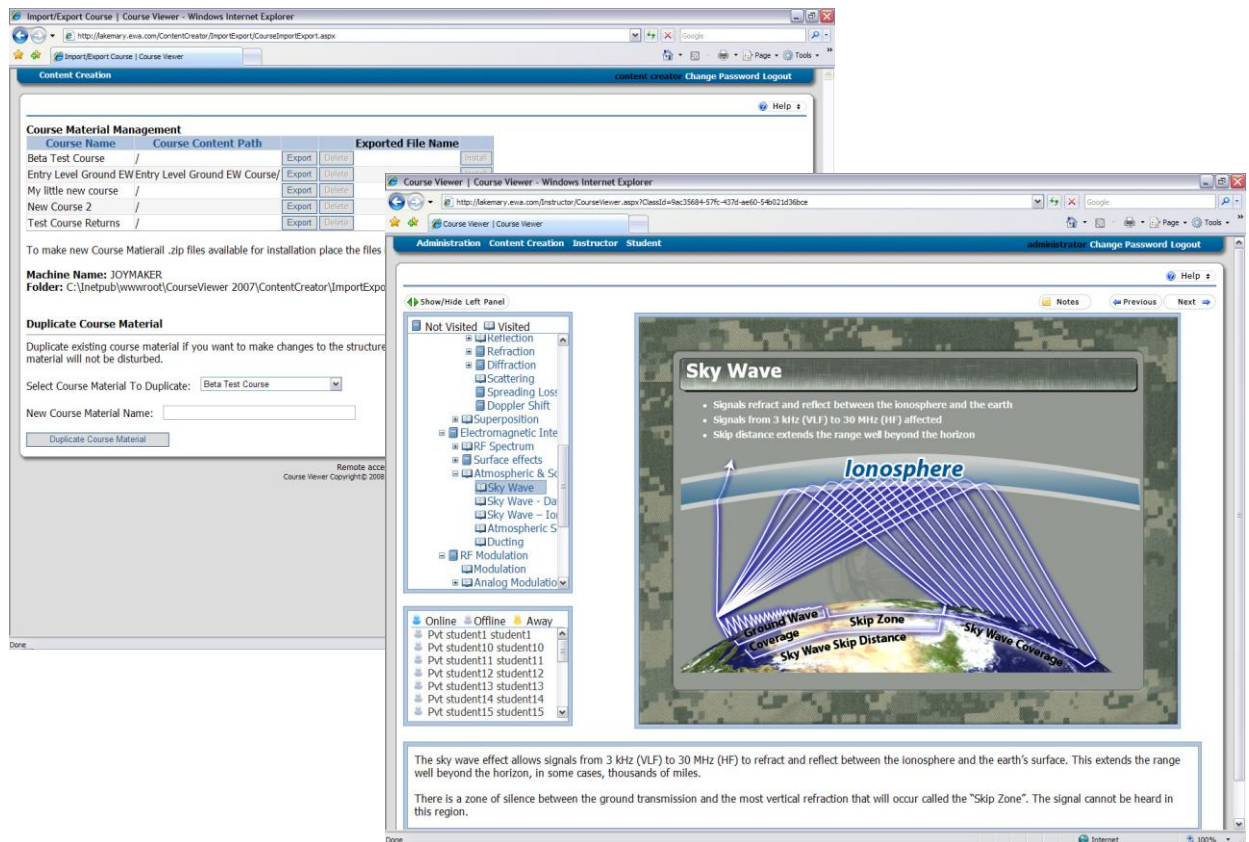 Import/Export Course | Course Viewer - Windows Internet Explorer
http://lakemary.ewa.com/ContentCreator/ImportExport/CourseImportExport.aspx
Google
Import/Export Course | Course Viewer
Page Tools
Content Creation
content creator Change Password Logout
Help
Course Material Management
Course Name Course Content Path Exported File Name
Beta Test Course / Export Delete Install
Entry Level Ground EW Entry Level Ground EW Course/ Export Delete
My little new course / Export Delete
New Course 2 / Export Delete
Test Course Returns / Export Delete
To make new Course Matierail .zip files available for installation place the files
Machine Name: JOYMAKER
Folder: C:\Inetpub\wwwroot\CourseViewer 2007\ContentCreator\ImportExpo
Duplicate Course Material
Duplicate existing course material if you want to make changes to the structure
material will not be disturbed.
Select Course Material To Duplicate: Beta Test Course
New Course Material Name:
Duplicate Course Material
Remote acce
Course Viewer Copyright© 2008
Done
Course Viewer | Course Viewer - Windows Internet Explorer
http://lakemary.ewa.com/Instructor/CourseViewer.aspx?ClassId=9ac35684-57fc-437d-ae60-54b021d36bce
Google
Course Viewer | Course Viewer
Page Tools
Administration Content Creation Instructor Student
administrator Change Password Logout
Help
Show/Hide Left Panel
Notes Previous Next
Not Visited Visited
Reflection
Refraction
Diffraction
Scattering
Spreading Loss
Doppler Shift
Superposition
Electromagnetic Inte
RF Spectrum
Surface effects
Atmospheric & So
Sky Wave
Sky Wave - Da
Sky Wave – Ion
Atmospheric S
Ducting
RF Modulation
Modulation
Analog Modulatio
Online Offline Away
Pvt student1 student1
Pvt student10 student10
Pvt student11 student11
Pvt student12 student12
Pvt student13 student13
Pvt student14 student14
Pvt student15 student15
Sky Wave
• Signals refract and reflect between the ionosphere and the earth
• Signals from 3 kHz (VLF) to 30 MHz (HF) affected
• Skip distance extends the range well beyond the horizon
Ionosphere
Ground Wave
Coverage
Skip Zone
Sky Wave Skip Distance
Sky Wave Coverage
The sky wave effect allows signals from 3 kHz (VLF) to 30 MHz (HF) to refract and reflect between the ionosphere and the earth's surface. This extends the range
well beyond the horizon, in some cases, thousands of miles.
There is a zone of silence between the ground transmission and the most vertical refraction that will occur called the “Skip Zone”. The signal cannot be heard in
this region.
Done
Internet
100%